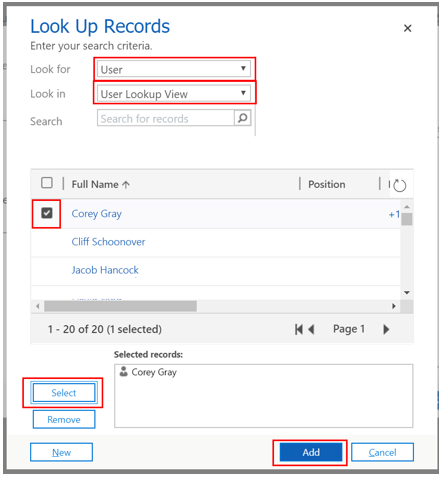 Look Up Records
Enter your search criteria.
Look for User
Look in User Lookup View
Search Search for records
Full Name Position
Corey Gray +1
Cliff Schoonover
Jacob Hancock
1 - 20 of 20 (1 selected) Page 1
Selected records:
Corey Gray
Select
Remove
New Add Cancel